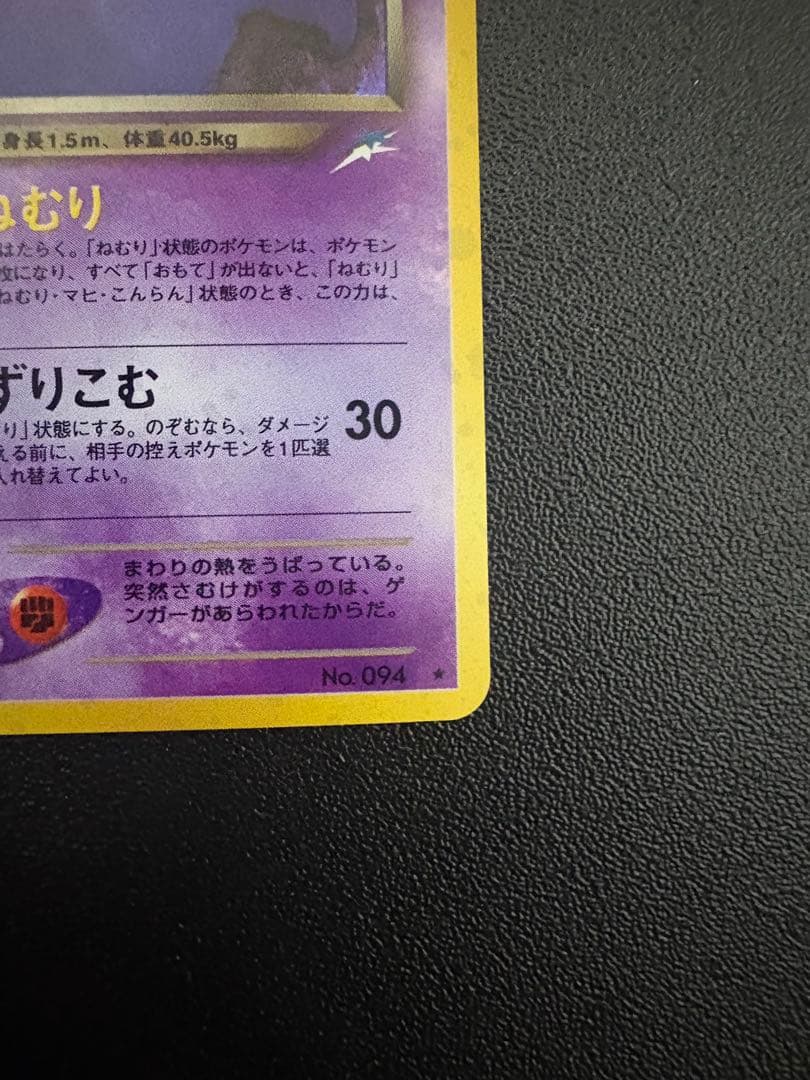 身長1.5m、体重40.5kg
ねむり
はたらく。「ねむり」状態のポケモンは、ポケモン
枚になり、すべて「おもて」が出ないと、「ねむり」
ねむり・マヒ・こんらん」状態のとき、この力は、
ずりこむ
30
り」状態にする。のぞむなら、ダメージ
える前に、相手の控えポケモンを1匹選
入れ替えてよい。
まわりの熱をうばっている。
突然さむけがするのは、ゲ
ンガーがあらわれたからだ。
No. 094 ★